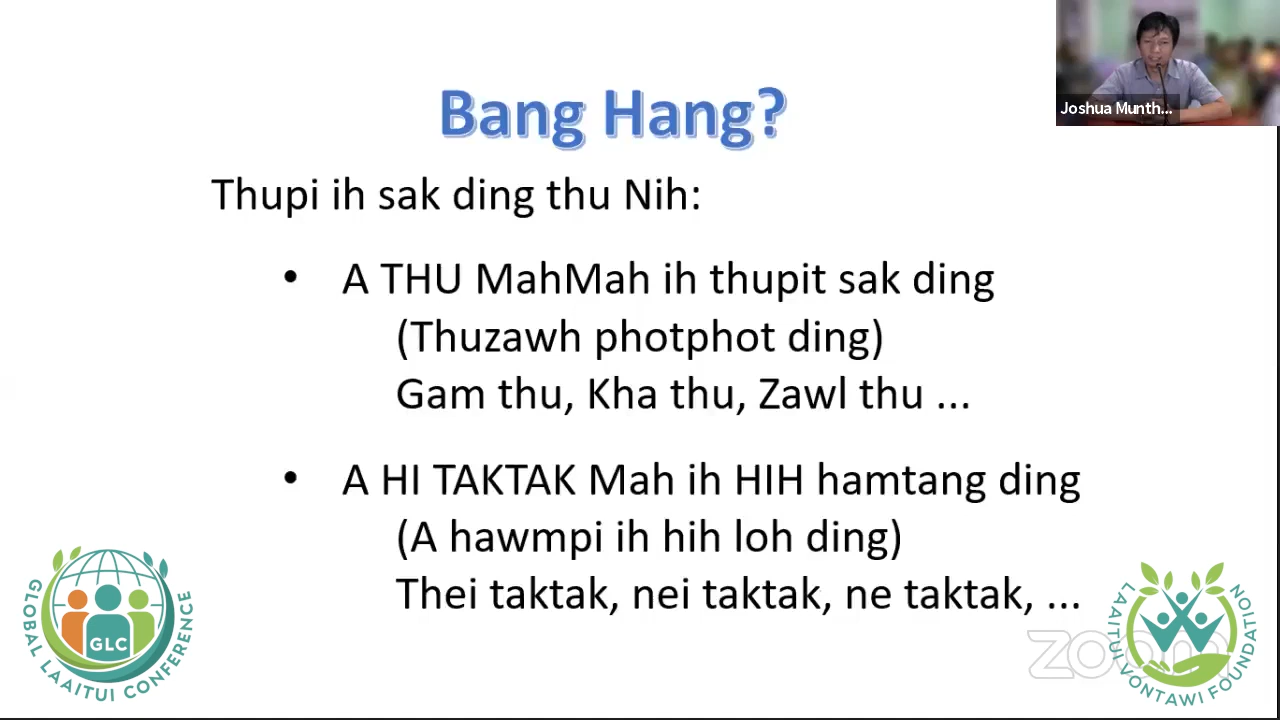 Joshua Munth...
Bang Hang?
Thupi ih sak ding thu Nih:
• A THU MahMah ih thupit sak ding
(Thuzawh photphot ding)
Gam thu, Kha thu, Zawl thu ...
• A HI TAKTAK Mah ih HIH hamtang ding
(A hawmpi ih hih loh ding)
Thei taktak, nei taktak, ne taktak, ...
zoom
GLOBAL LAAITUI CONFERENCE
GLC
LAAITUI VONTAWI FOUNDATION